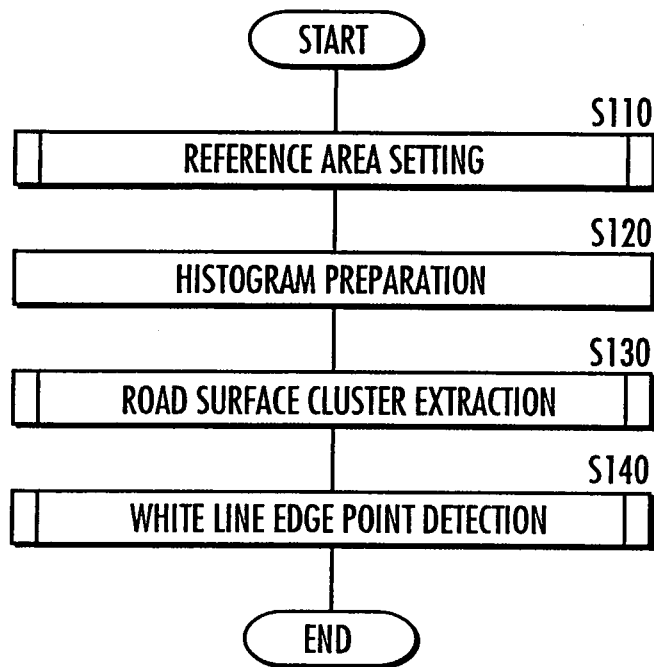 START
S110
REFERENCE AREA SETTING
S120
HISTOGRAM PREPARATION
S130
ROAD SURFACE CLUSTER EXTRACTION
S140
WHITE LINE EDGE POINT DETECTION
END